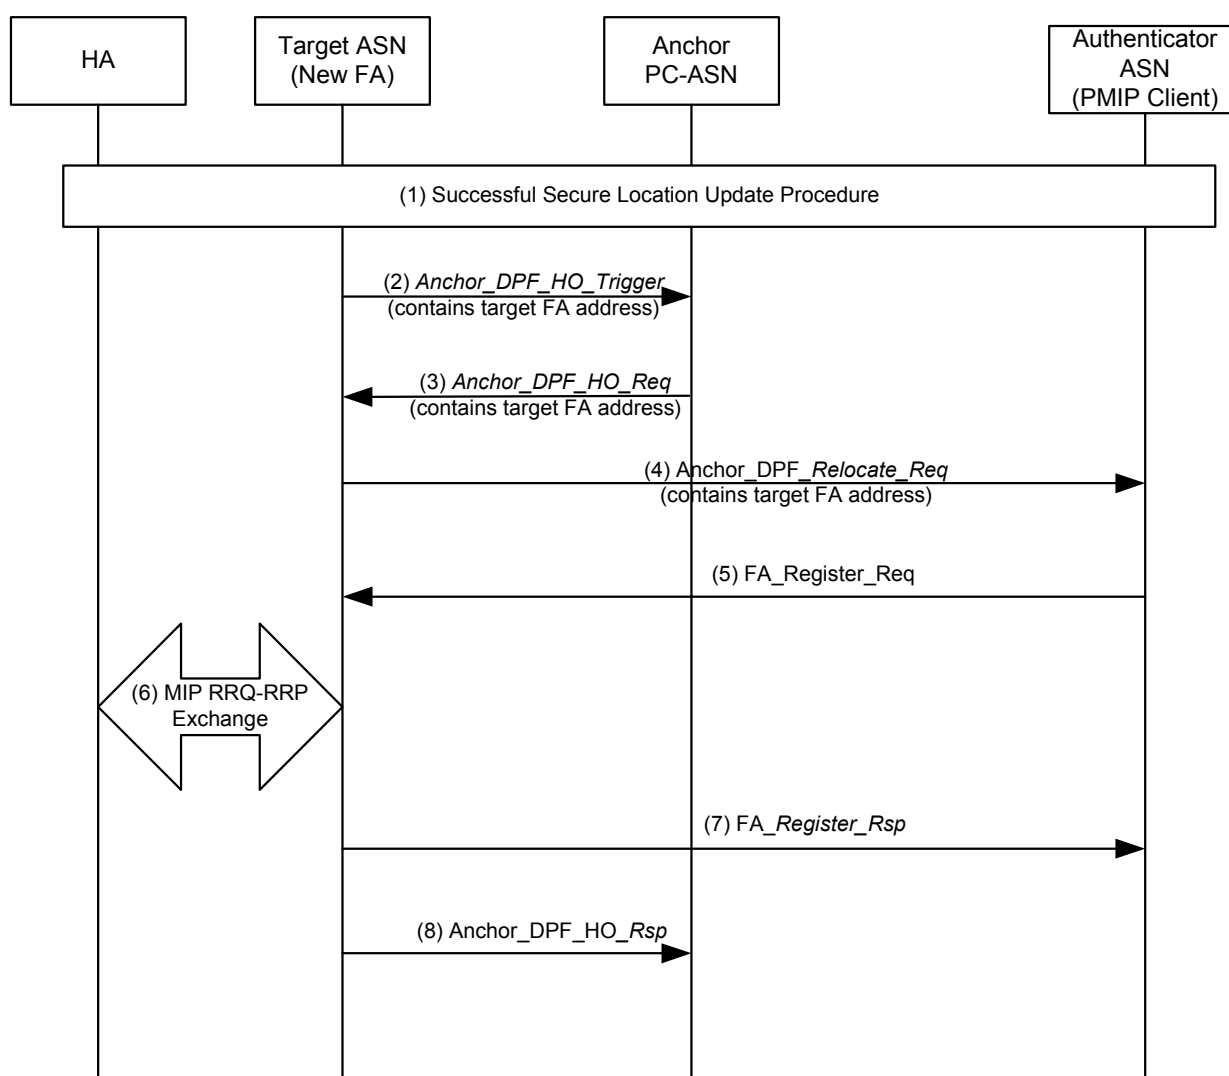 HA
Target ASN
(New FA)
Anchor
PC-ASN
Authenticator
ASN
(PMIP Client)
(1) Successful Secure Location Update Procedure
(2) Anchor_DPF_HO_Trigger
(contains target FA address)
(3) Anchor_DPF_HO_Req
(contains target FA address)
(4) Anchor_DPF_Relocate_Req
(contains target FA address)
(5) FA_Register_Req
(6) MIP RRQ-RRP
Exchange
(7) FA_Register_Rsp
(8) Anchor_DPF_HO_Rsp